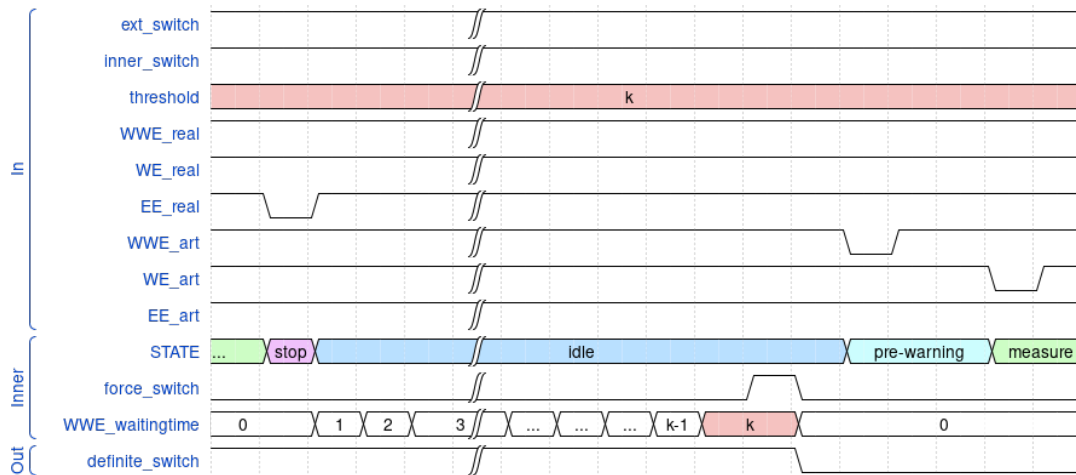 In
ext_switch
inner_switch
threshold k
WWE_real
WE_real
EE_real
WWE_art
WE_art
EE_art
Inner
STATE ... stop idle pre-warning measure
force_switch
WWE_waitingtime 0 1 2 3 ... ... ... k-1 k 0
Out
definite_switch